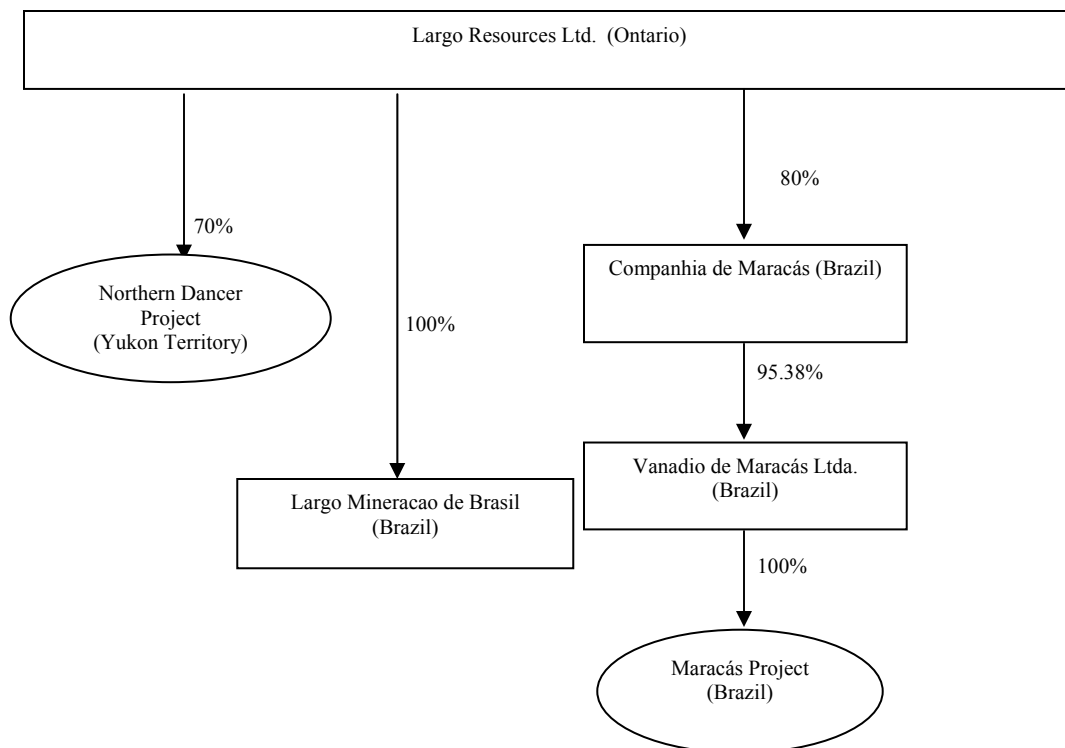 Largo Resources Ltd. (Ontario)
80%
70%
Companhia de Maracás (Brazil)
Northern Dancer
Project
(Yukon Territory)
100%
95.38%
Vanadio de Maracás Ltda.
(Brazil)
Largo Mineracao de Brasil
(Brazil)
100%
Maracás Project
(Brazil)